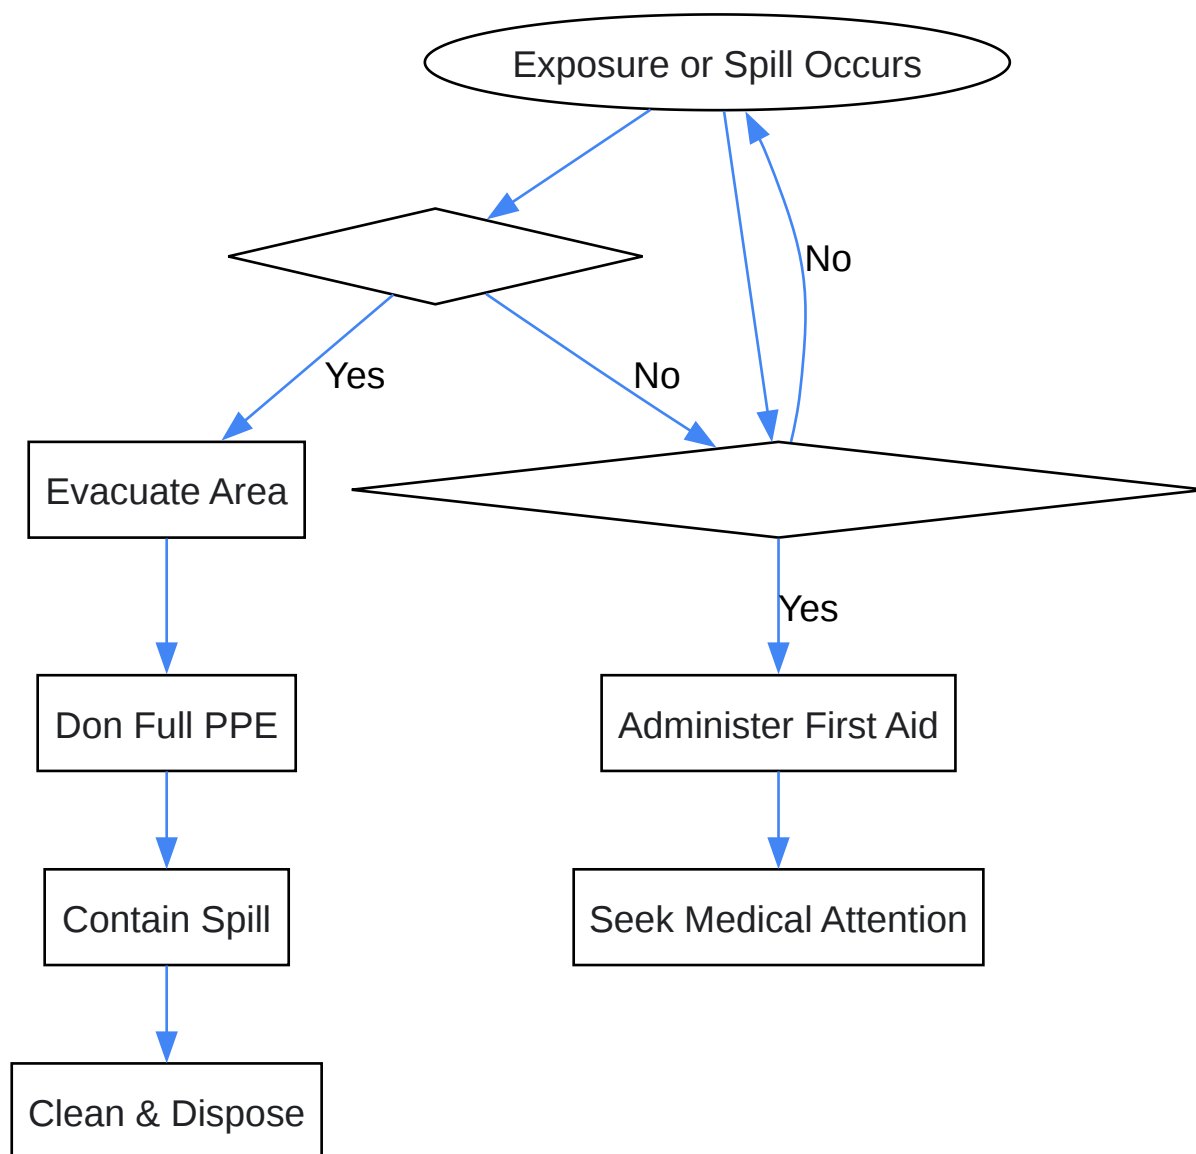 Exposure or Spill Occurs
No
Yes
No
Evacuate Area
Yes
Don Full PPE
Administer First Aid
Contain Spill
Seek Medical Attention
Clean & Dispose